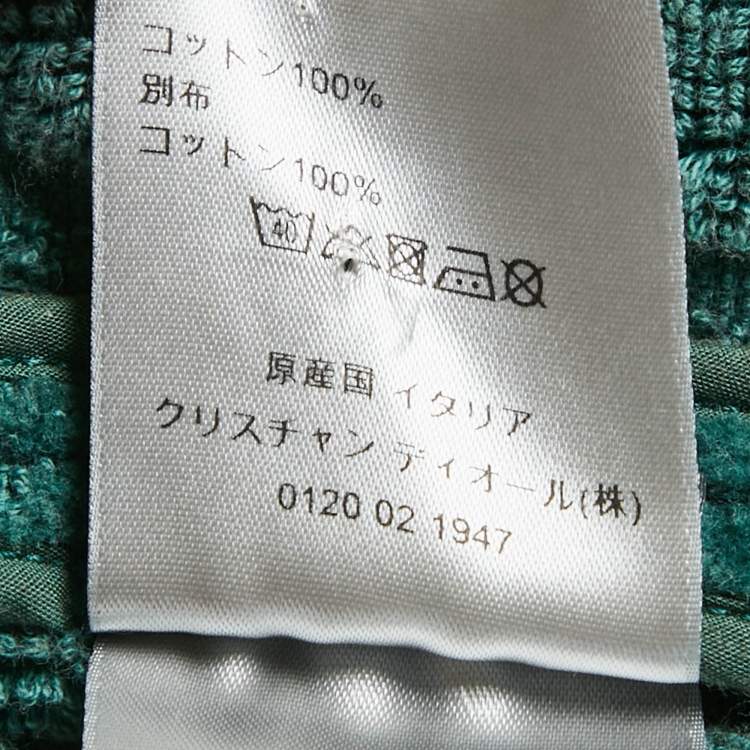 コットン100%
別布
コットン100%
40
原産国 イタリア
クリスチャン ディオール(株)
0120 02 1947